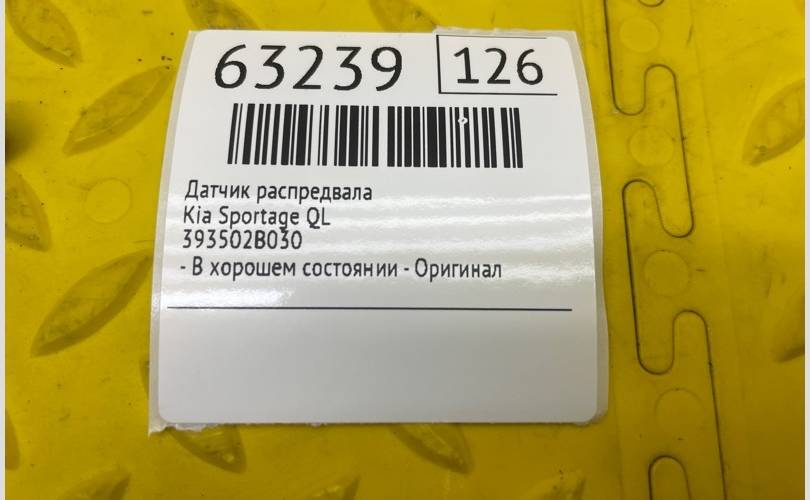 63239 126
Датчик распредвала
Kia Sportage QL
393502B030
- В хорошем состоянии - Оригинал